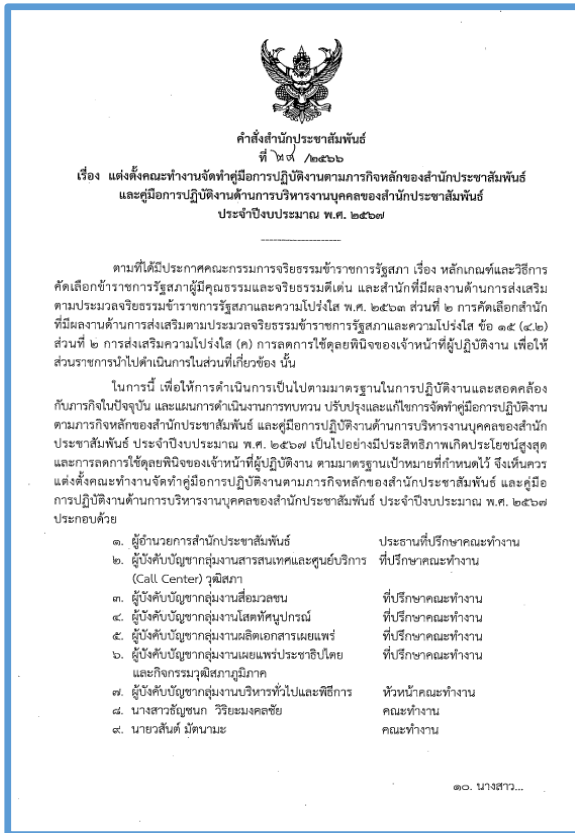 คำสั่งสำนักประชาสัมพันธ์
ที่ ๒๙ /๒๕๖๖
เรื่อง แต่งตั้งคณะทำงานจัดทำคู่มือการปฏิบัติงานตามภารกิจหลักของสำนักประชาสัมพันธ์
และคู่มือการปฏิบัติงานด้านการบริหารงานบุคคลของสำนักประชาสัมพันธ์
ประจำปีงบประมาณ พ.ศ. ๒๕๖๗
ตามที่ได้มีประกาศคณะกรรมการจริยธรรมข้าราชการรัฐสภา เรื่อง หลักเกณฑ์และวิธีการ
คัดเลือกข้าราชการรัฐสภาผู้มีคุณธรรมและจริยธรรมดีเด่น และสำนักที่มีผลงานด้านการส่งเสริม
ตามประมวลจริยธรรมข้าราชการรัฐสภาและความโปร่งใส พ.ศ. ๒๕๖๓ ส่วนที่ ๒ การคัดเลือกสำนัก
ที่มีผลงานด้านการส่งเสริมตามประมวลจริยธรรมข้าราชการรัฐสภาและความโปร่งใส ข้อ ๑๕ (๔.๒)
ส่วนที่ ๒ การส่งเสริมความโปร่งใส (ค) การลดการใช้ดุลยพินิจของเจ้าหน้าที่ผู้ปฏิบัติงาน เพื่อให้
ส่วนราชการนำไปดำเนินการในส่วนที่เกี่ยวข้อง นั้น
ในการนี้ เพื่อให้การดำเนินการเป็นไปตามมาตรฐานในการปฏิบัติงานและสอดคล้อง
กับภารกิจในปัจจุบัน และแผนการดำเนินงานการทบทวน ปรับปรุงและแก้ไขการจัดทำคู่มือการปฏิบัติงาน
ตามภารกิจหลักของสำนักประชาสัมพันธ์ และคู่มือการปฏิบัติงานด้านการบริหารงานบุคคลของสำนัก
ประชาสัมพันธ์ ประจำปีงบประมาณ พ.ศ. ๒๕๖๗ เป็นไปอย่างมีประสิทธิภาพเกิดประโยชน์สูงสุด
และการลดการใช้ดุลยพินิจของเจ้าหน้าที่ผู้ปฏิบัติงาน ตามมาตรฐานเป้าหมายที่กำหนดไว้ จึงเห็นควร
แต่งตั้งคณะทำงานจัดทำคู่มือการปฏิบัติงานตามภารกิจหลักของสำนักประชาสัมพันธ์ และคู่มือ
การปฏิบัติงานด้านการบริหารงานบุคคลของสำนักประชาสัมพันธ์ ประจำปีงบประมาณ พ.ศ. ๒๕๖๗
ประกอบด้วย
๑. ผู้อำนวยการสำนักประชาสัมพันธ์ ประธานที่ปรึกษาคณะทำงาน
๒. ผู้บังคับบัญชากลุ่มงานสารสนเทศและศูนย์บริการ ที่ปรึกษาคณะทำงาน
(Call Center) วุฒิสภา
๓. ผู้บังคับบัญชากลุ่มงานสื่อมวลชน ที่ปรึกษาคณะทำงาน
๔. ผู้บังคับบัญชากลุ่มงานโสตทัศนูปกรณ์ ที่ปรึกษาคณะทำงาน
๕. ผู้บังคับบัญชากลุ่มงานผลิตเอกสารเผยแพร่ ที่ปรึกษาคณะทำงาน
๖. ผู้บังคับบัญชากลุ่มงานเผยแพร่ประชาธิปไตย ที่ปรึกษาคณะทำงาน
และกิจกรรมวุฒิสภาภูมิภาค
๗. ผู้บังคับบัญชากลุ่มงานบริหารทั่วไปและพิธีการ หัวหน้าคณะทำงาน
๘. นางสาวธัญชนก วิริยะมงคลชัย คณะทำงาน
๙. นายวสันต์ มัตนามะ คณะทำงาน
๑๐. นางสาว...